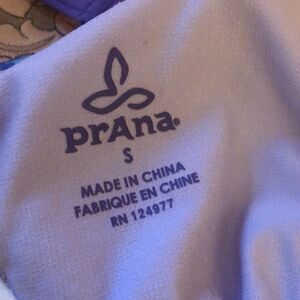 prAna®
S
MADE IN CHINA
FABRIQUE EN CHINE
RN 124977